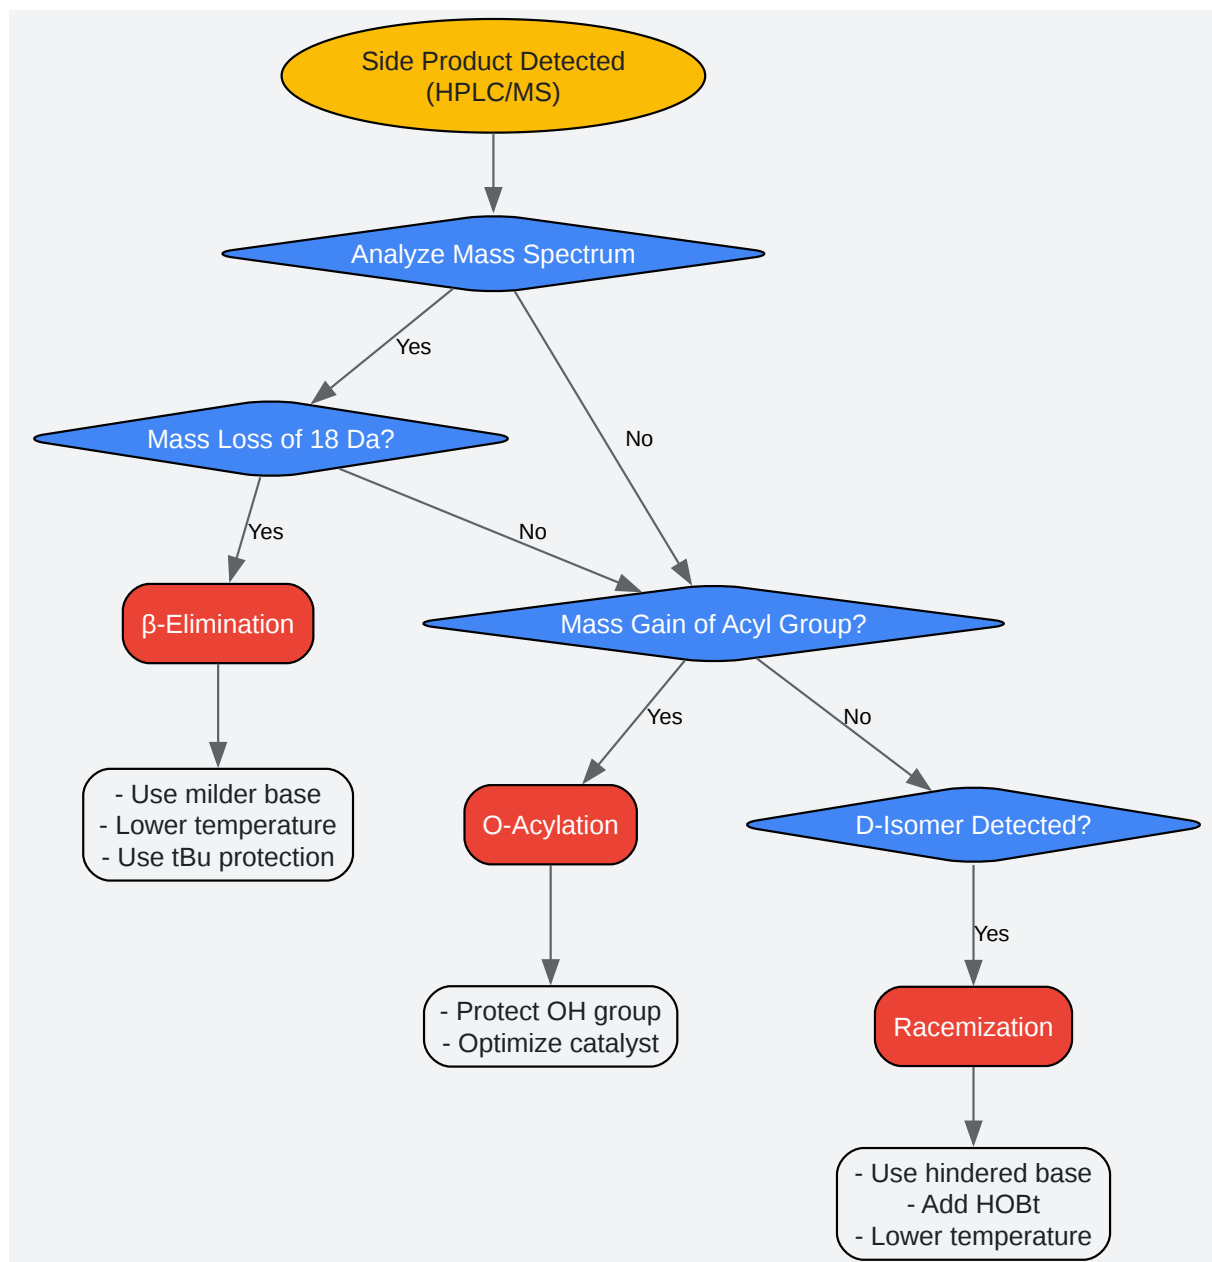 Side Product Detected
(HPLC/MS)
Analyze Mass Spectrum
Yes
No
Mass Loss of 18 Da?
Yes
No
β-Elimination
Mass Gain of Acyl Group?
Yes
No
- Use milder base
- Lower temperature
- Use tBu protection
O-Acylation
D-Isomer Detected?
Yes
- Protect OH group
- Optimize catalyst
Racemization
- Use hindered base
- Add HOBt
- Lower temperature